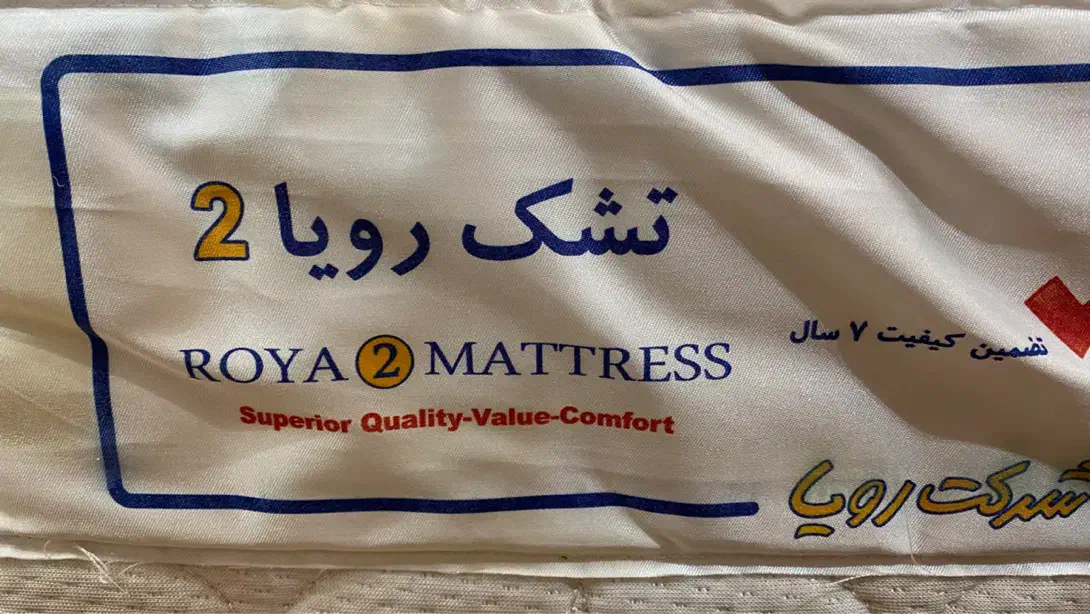 تشک رویا 2
ROYA 2 MATTRESS
Superior Quality-Value-Comfort
تضمین کیفیت ۷ سال
شرکت رویا